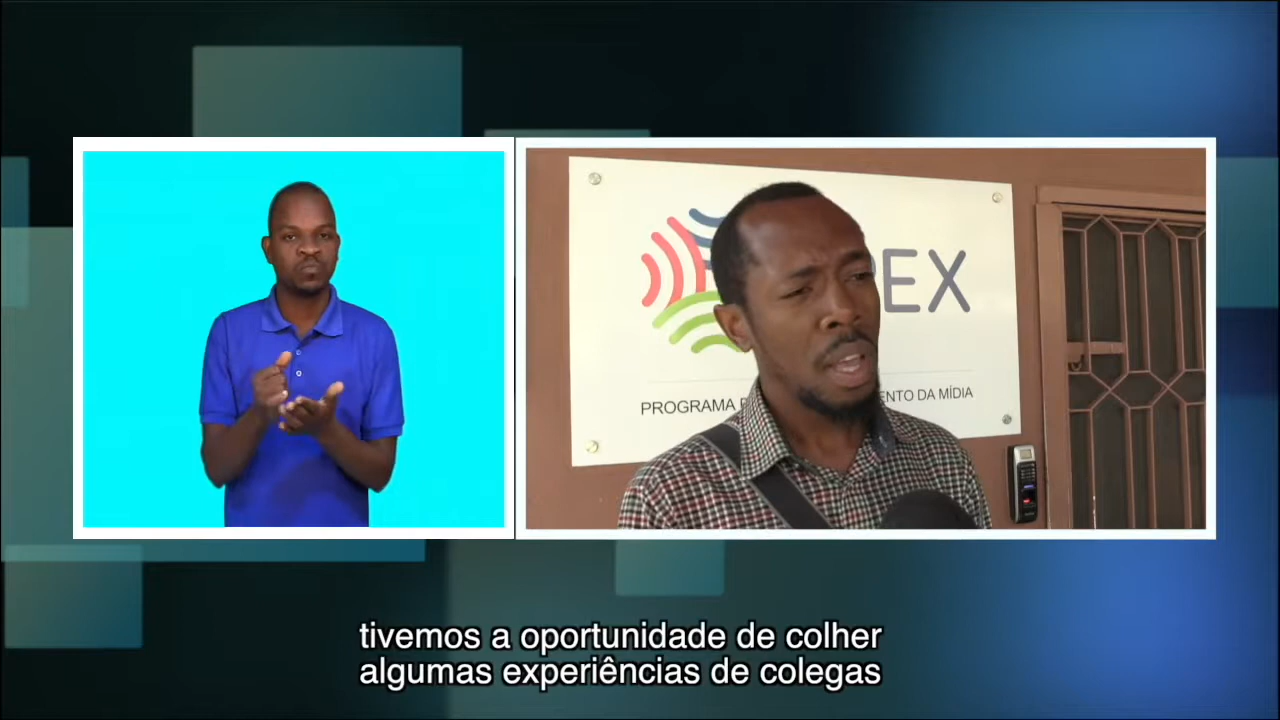 PEX
PROGRAMA
ENTO DA MÍDIA
tivemos a oportunidade de colher
algumas experiências de colegas